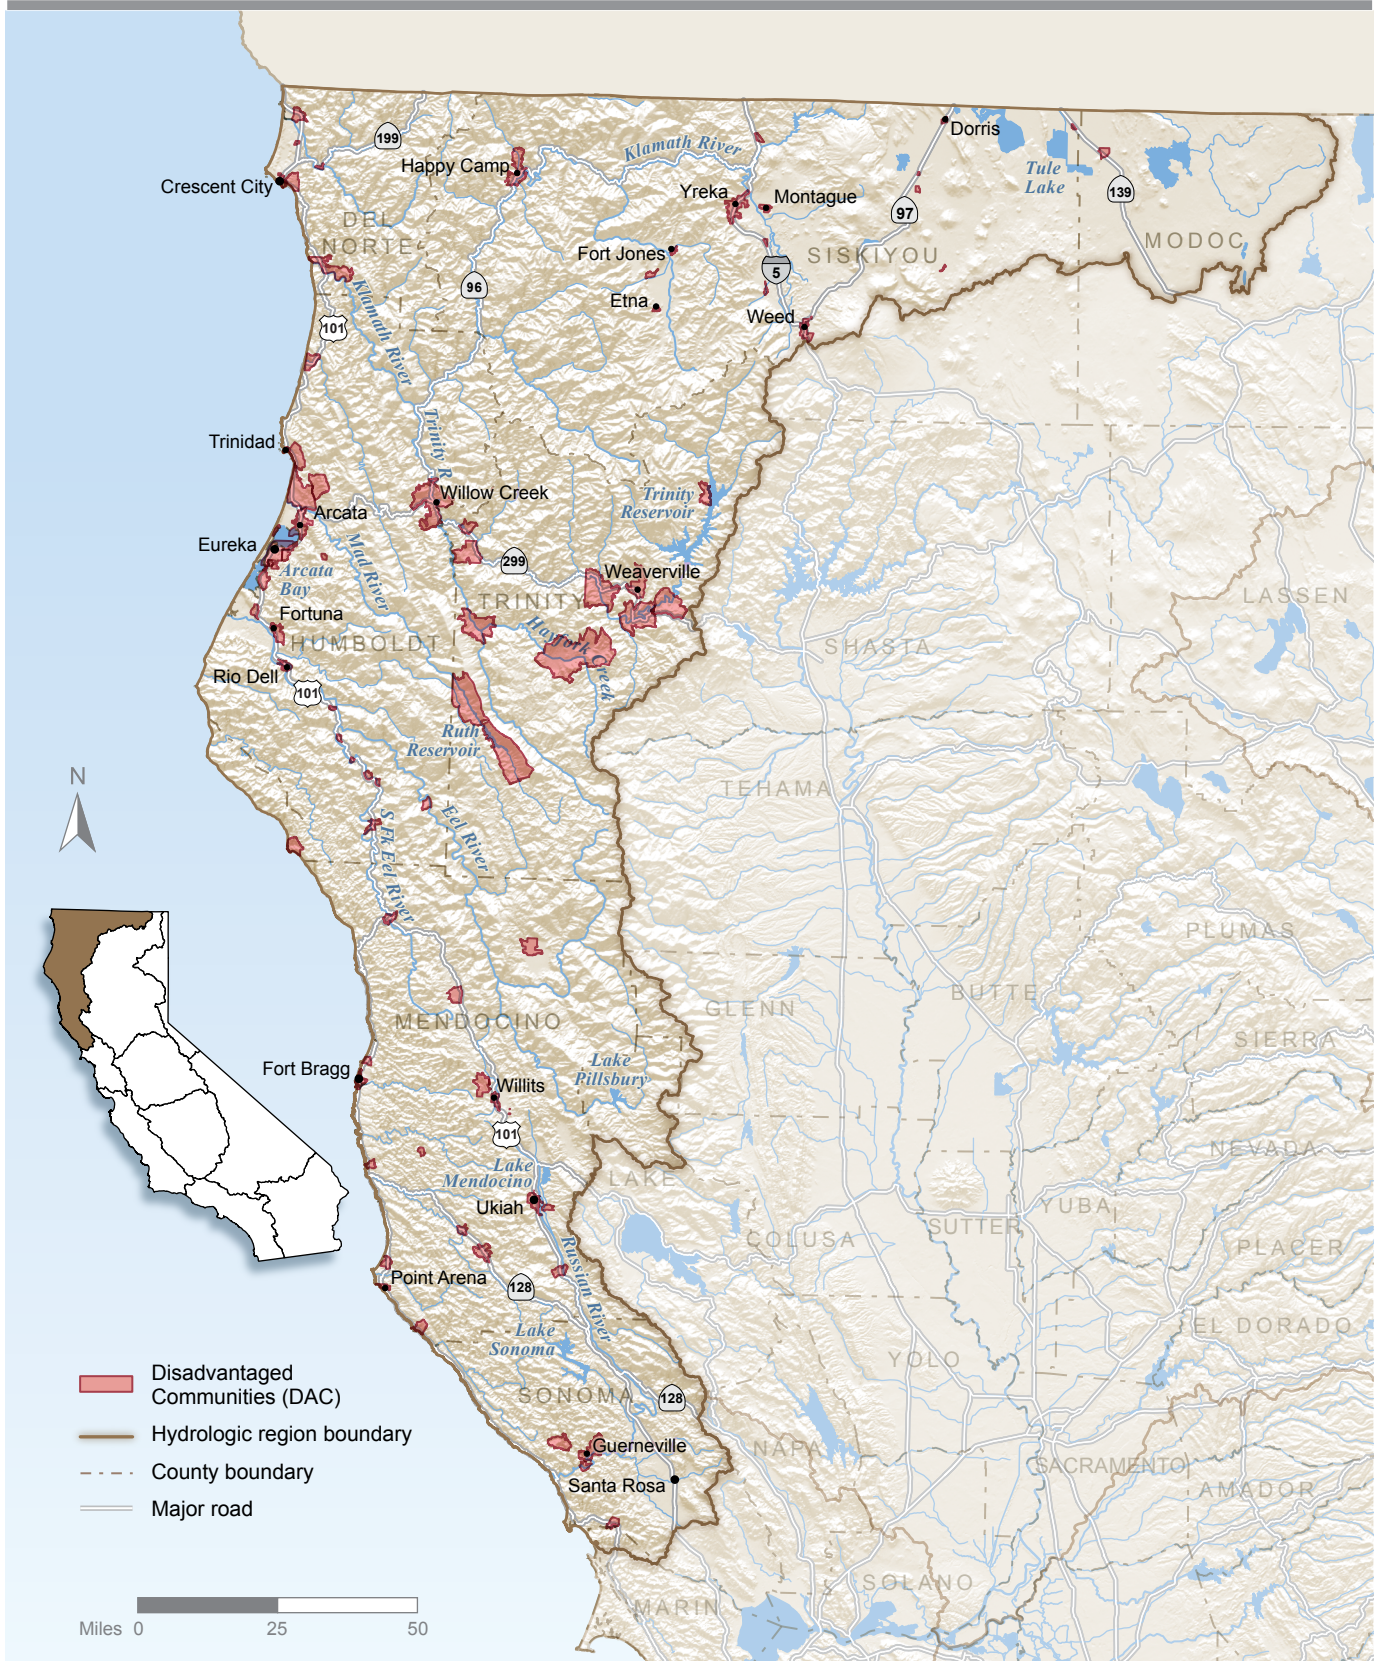 199
Klamath River
Dorris
Happy Camp
Tule
Lake
Crescent City
Yreka
Montague
139
97
DEL
NORTE
MODOC
Fort Jones
SISKIYOU
5
96
Klamath River
Etna
Weed
101
Trinidad
Trinity R
Willow Creek
Trinity
Reservoir
Arcata
Eureka
Mad River
299
Arcata
Bay
Weaverville
TRINITY
LASSEN
Fortuna
HUMBOLDT
Hayfork Creek
SHASTA
Rio Dell
101
Ruth
Reservoir
N
TEHAMA
S Fk Eel River
Eel River
PLUMAS
BUTTE
GLENN
MENDOCINO
SIERRA
Fort Bragg
Lake
Pillsbury
Willits
101
NEVADA
Lake
Mendocino
LAKE
Ukiah
YUBA
SUTTER
COLUSA
PLACER
Russian River
Point Arena
128
Lake
Sonoma
EL DORADO
YOLO
Disadvantaged
Communities (DAC)
SONOMA
128
Hydrologic region boundary
Guerneville
NAPA
County boundary
SACRAMENTO
Santa Rosa
AMADOR
Major road
SOLANO
MARIN
Miles 0 25 50